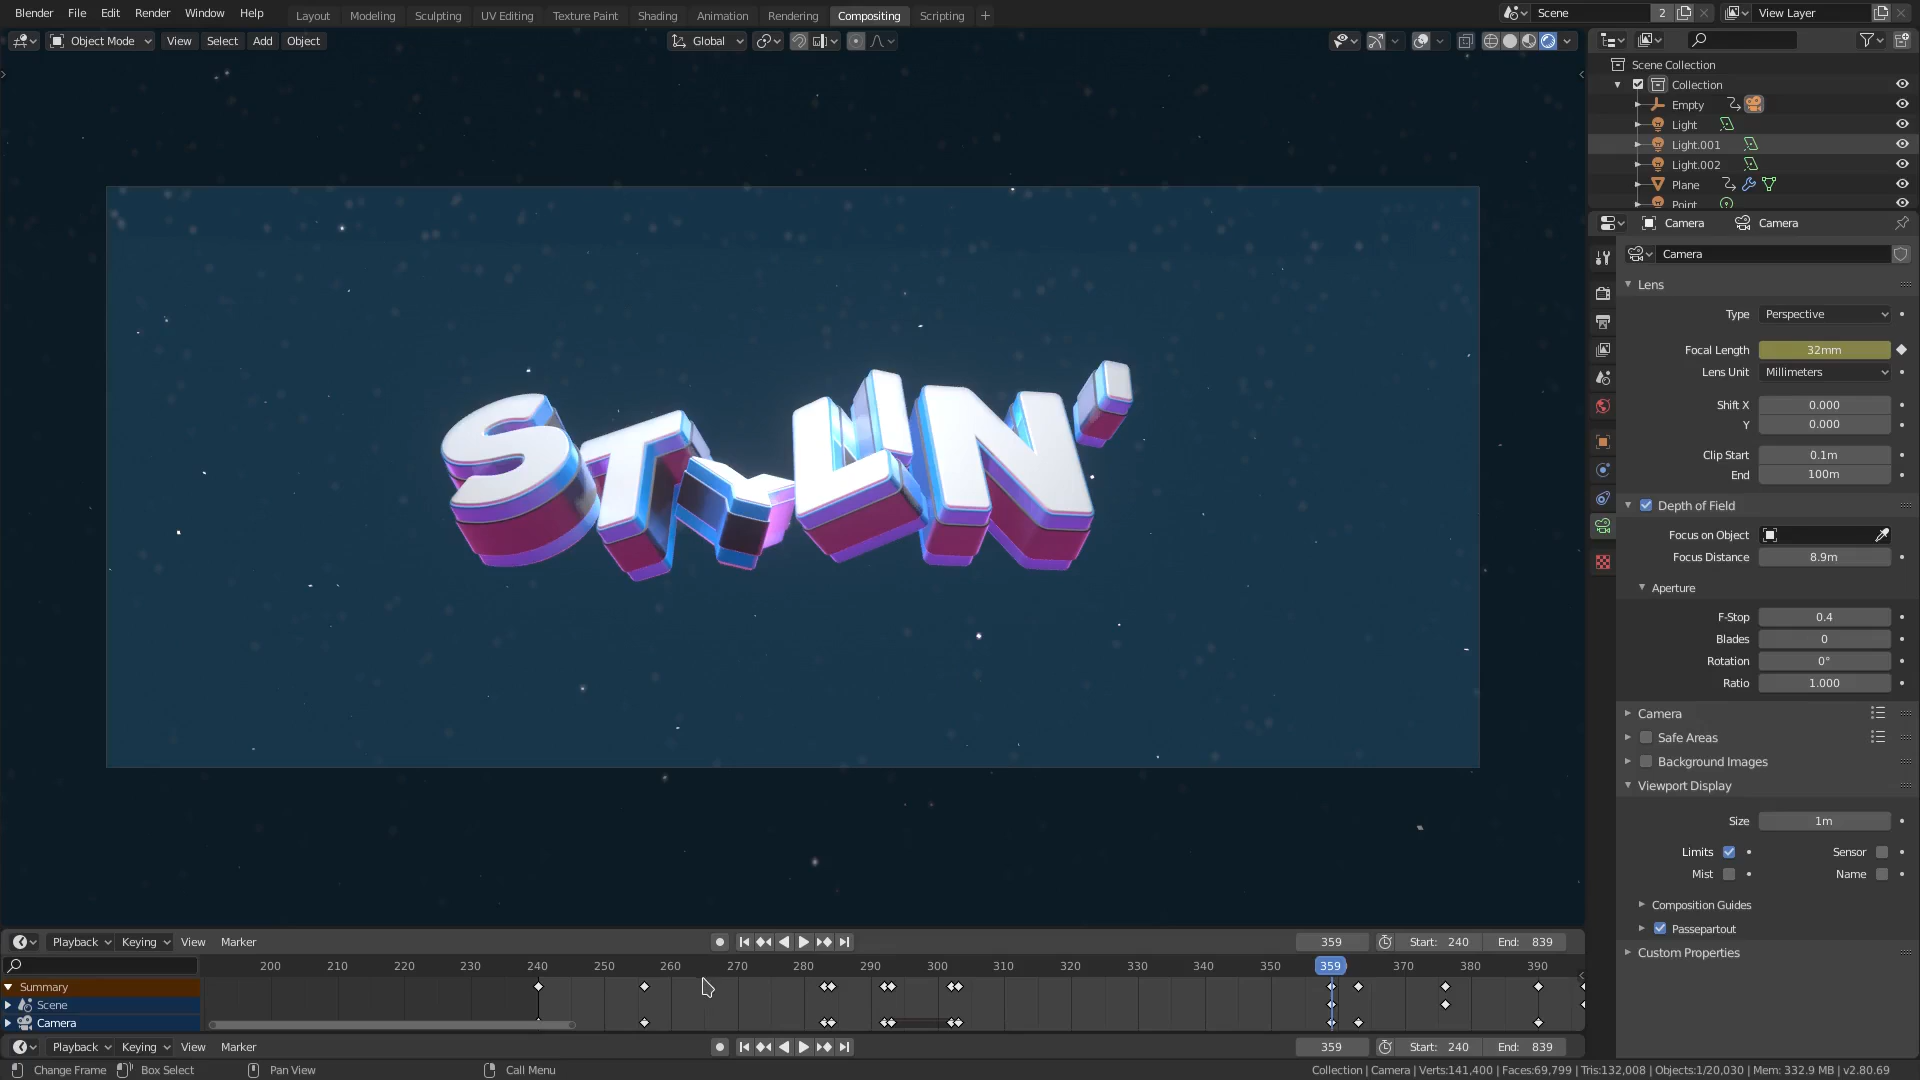 Blender File Edit Render Window Help Layout Modeling Sculpting UV Editing Texture Paint Shading Animation Rendering Compositing Scripting + Scene 2 View Layer
Object Mode View Select Add Object Global
Scene Collection
Collection
Empty
Light
Light.001
Light.002
Plane
Point
Camera Camera
Camera
Lens
Type Perspective
Focal Length 32mm
Lens Unit Millimeters
Shift X 0.000
Y 0.000
Clip Start 0.1m
End 100m
Depth of Field
Focus on Object
Focus Distance 8.9m
Aperture
F-Stop 0.4
Blades 0
Rotation 0°
Ratio 1.000
Camera
Safe Areas
Background Images
Viewport Display
Size 1m
Limits Sensor
Mist Name
Composition Guides
Passepartout
Custom Properties
STYLIN'
Playback Keying View Marker 359 Start: 240 End: 839
200 210 220 230 240 250 260 270 280 290 300 310 320 330 340 350 359 370 380 390
Summary
Scene
Camera
Playback Keying View Marker 359 Start: 240 End: 839
Change Frame Box Select Pan View Call Menu Collection | Camera | Verts:141,400 | Faces:69,799 | Tris:132,008 | Objects:1/20,030 | Mem: 332.9 MB | v2.80.69